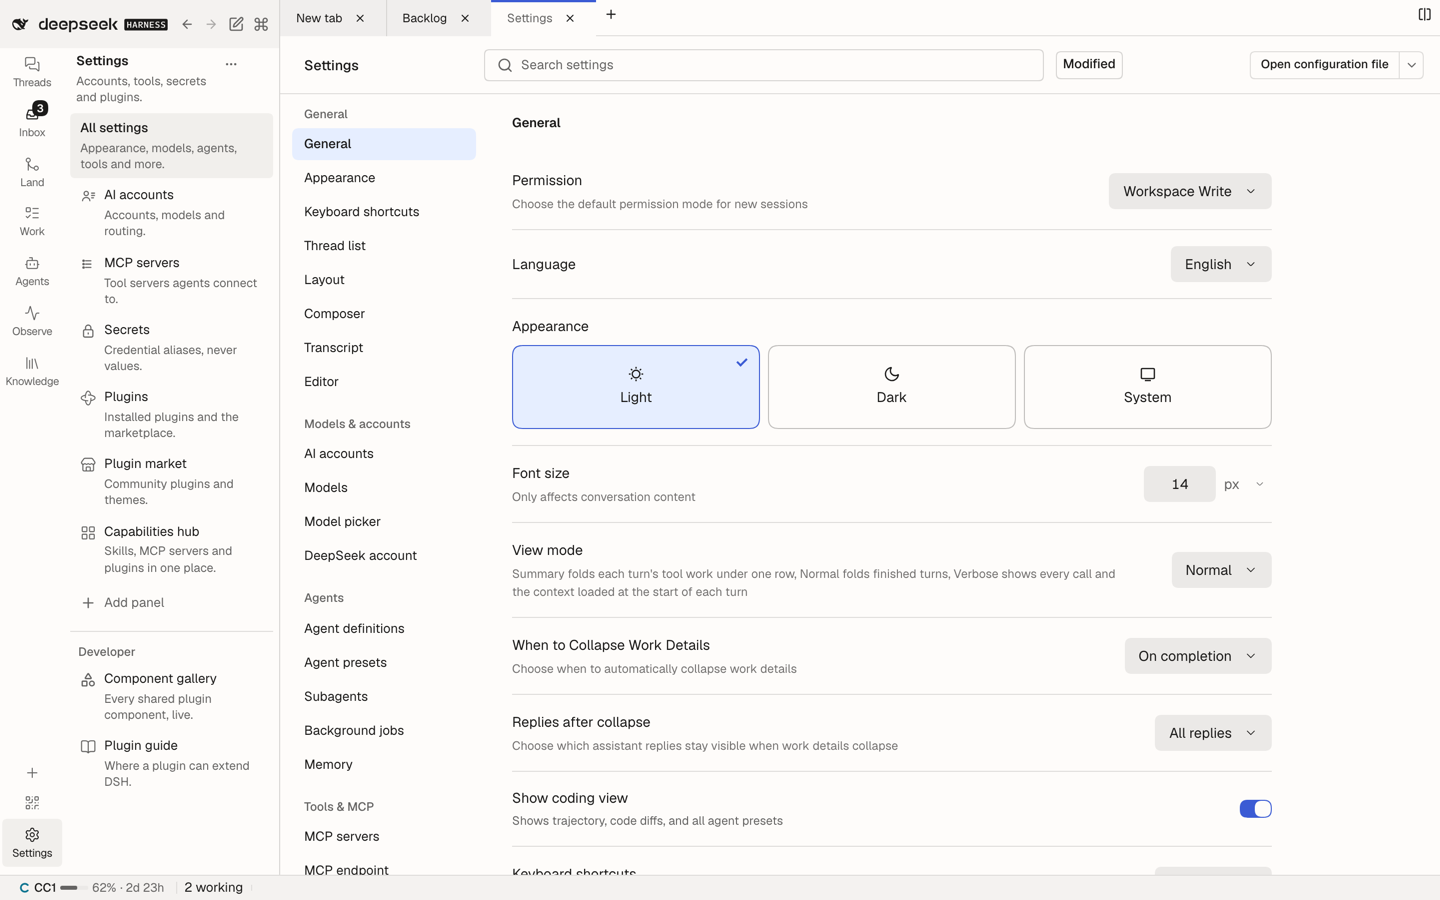 deepseek HARNESS
New tab
Backlog
Settings
Threads
3
Inbox
Land
Work
Agents
Observe
Knowledge
Settings
Settings
Accounts, tools, secrets
and plugins.
All settings
Appearance, models, agents,
tools and more.
AI accounts
Accounts, models and
routing.
MCP servers
Tool servers agents connect
to.
Secrets
Credential aliases, never
values.
Plugins
Installed plugins and the
marketplace.
Plugin market
Community plugins and
themes.
Capabilities hub
Skills, MCP servers and
plugins in one place.
Add panel
Developer
Component gallery
Every shared plugin
component, live.
Plugin guide
Where a plugin can extend
DSH.
Settings
Search settings
Modified
Open configuration file
General
General
Appearance
Keyboard shortcuts
Thread list
Layout
Composer
Transcript
Editor
Models & accounts
AI accounts
Models
Model picker
DeepSeek account
Agents
Agent definitions
Agent presets
Subagents
Background jobs
Memory
Tools & MCP
MCP servers
MCP endpoint
General
Permission
Choose the default permission mode for new sessions
Workspace Write
Language
English
Appearance
Light
Dark
System
Font size
Only affects conversation content
14 px
View mode
Summary folds each turn's tool work under one row, Normal folds finished turns, Verbose shows every call and
the context loaded at the start of each turn
Normal
When to Collapse Work Details
Choose when to automatically collapse work details
On completion
Replies after collapse
Choose which assistant replies stay visible when work details collapse
All replies
Show coding view
Shows trajectory, code diffs, and all agent presets
Keyboard shortcuts
CC1 62% · 2d 23h 2 working